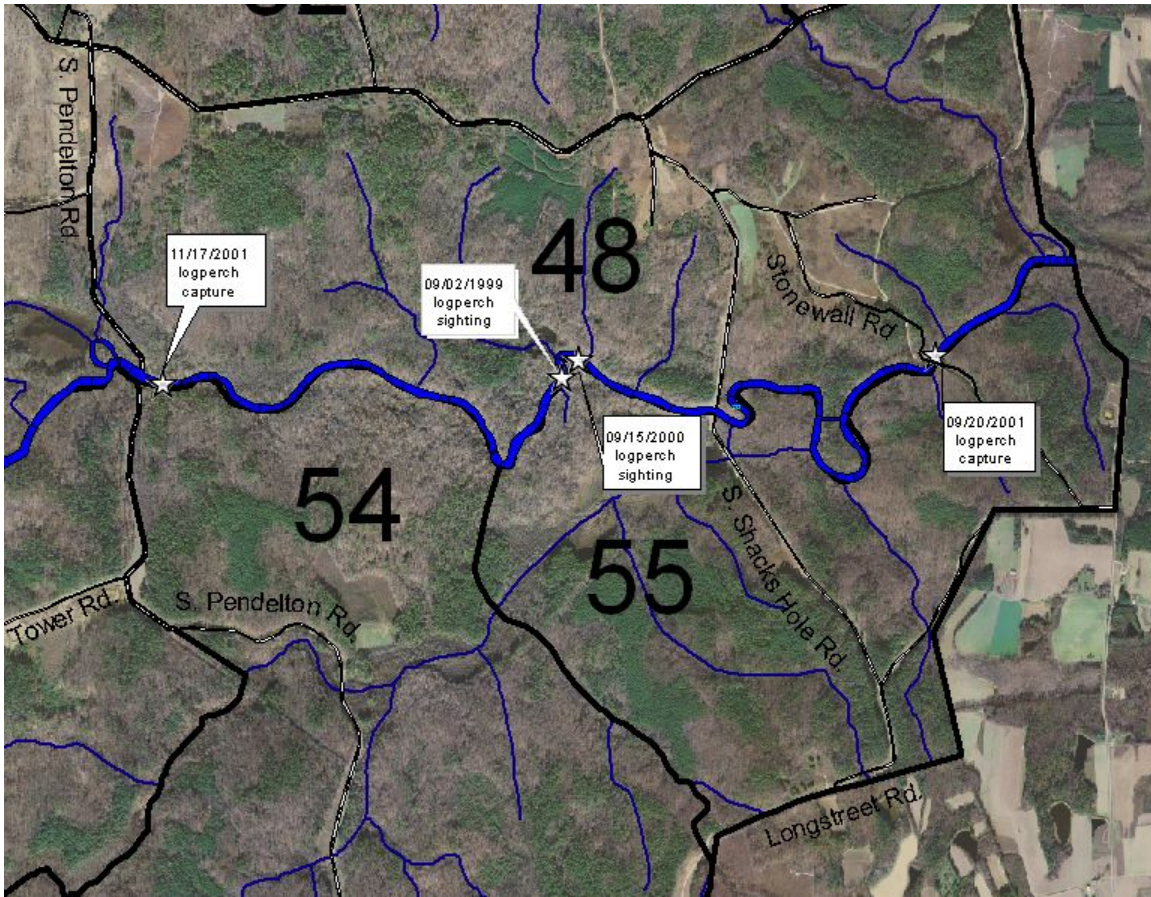 S. Pendelton Rd.
11/17/2001
logperch
capture
09/02/1999
logperch
sighting
48
Stonewall Rd
09/15/2000
logperch
sighting
09/20/2001
logperch
capture
54
55
S. Shacks Hole Rd.
Tower Rd.
S. Pendelton Rd.
Longstreet Rd.